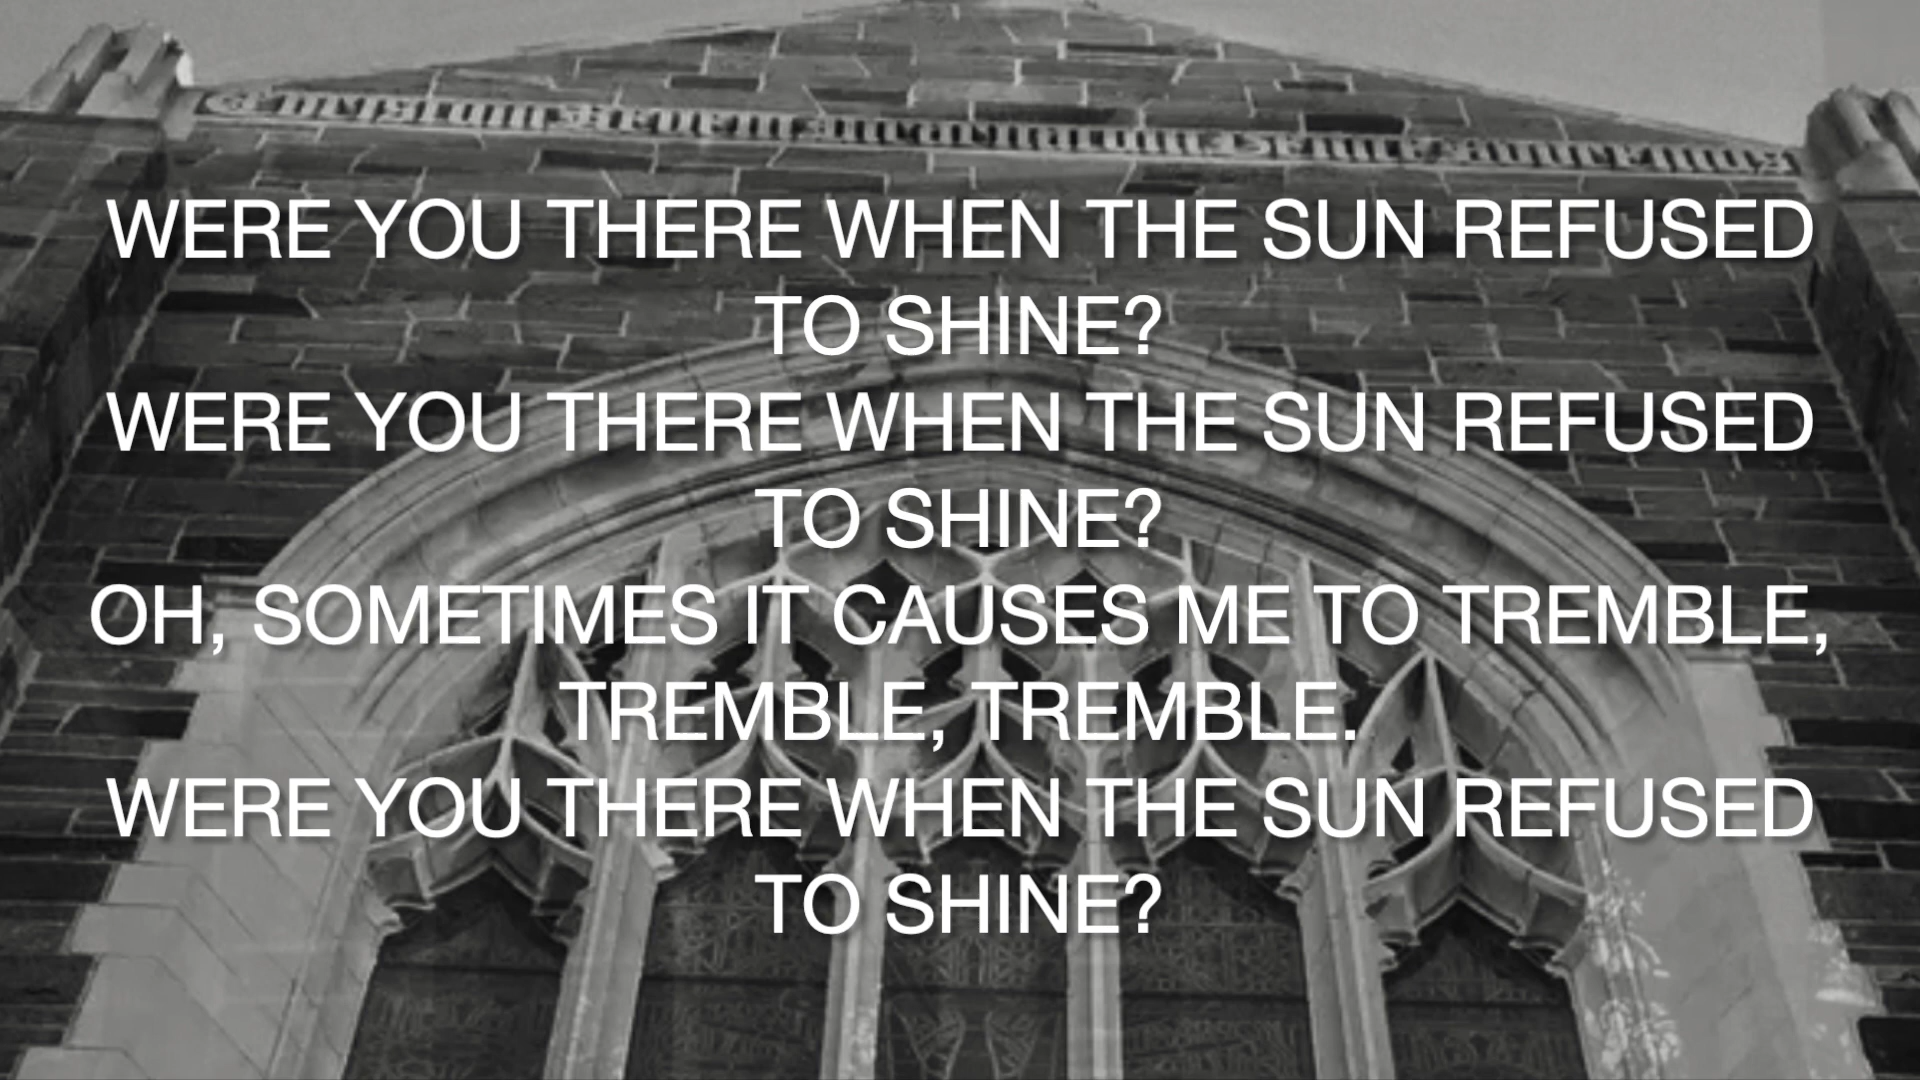 WERE YOU THERE WHEN THE SUN REFUSED
TO SHINE?
WERE YOU THERE WHEN THE SUN REFUSED
TO SHINE?
OH, SOMETIMES IT CAUSES ME TO TREMBLE,
TREMBLE, TREMBLE.
WERE YOU THERE WHEN THE SUN REFUSED
TO SHINE?